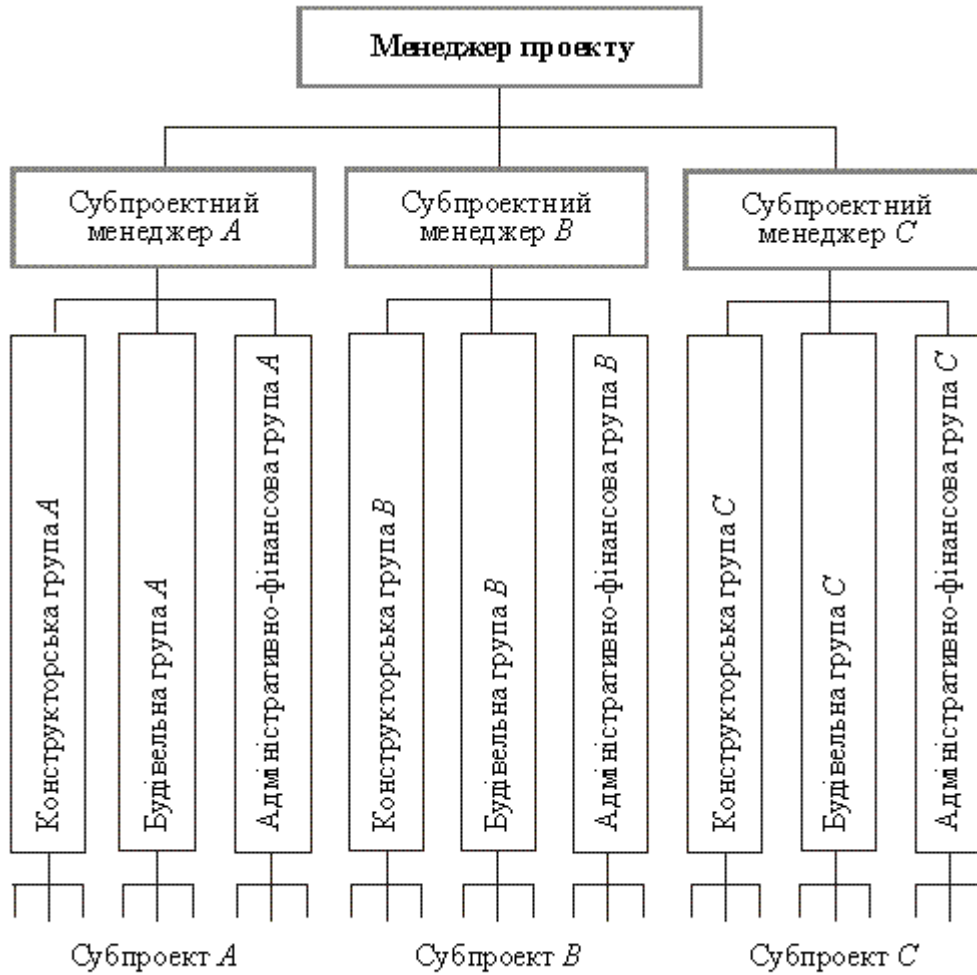 Менеджер проекту
Субпроектний
менеджер A
Субпроектний
менеджер B
Субпроектний
менеджер C
Конструкторська група A
Будівельна група A
Адміністративно-фінансова група A
Конструкторська група B
Будівельна група B
Адміністративно-фінансова група B
Конструкторська група C
Будівельна група C
Адміністративно-фінансова група C
Субпроект A
Субпроект B
Субпроект C